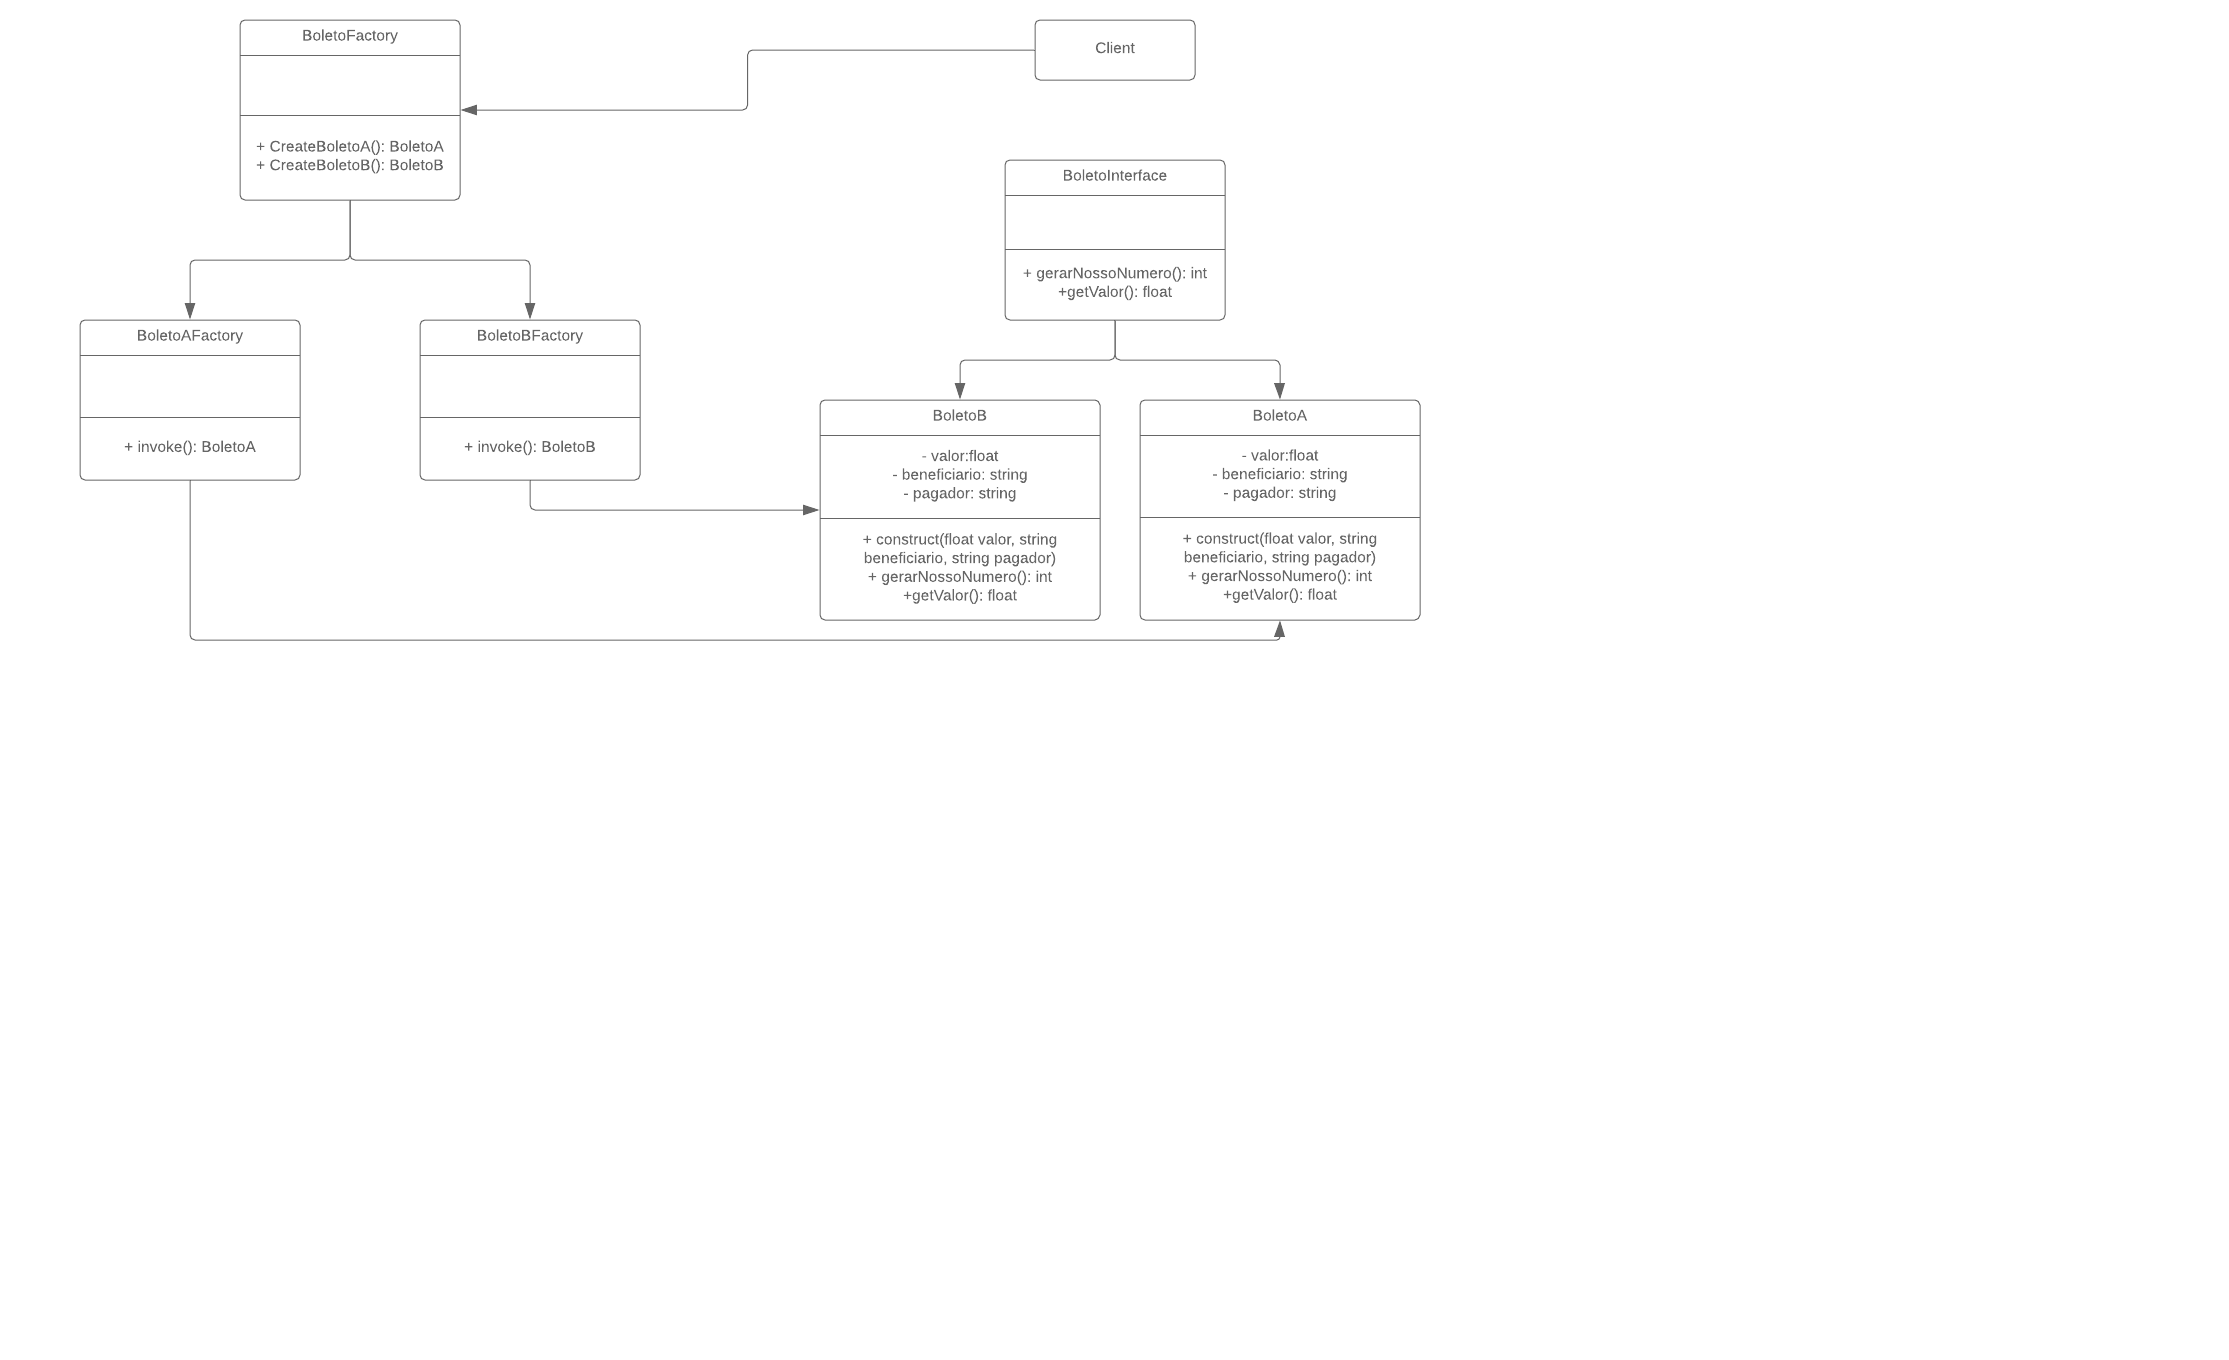 BoletoFactory
+ CreateBoletoA(): BoletoA
+ CreateBoletoB(): BoletoB
Client
BoletoInterface
+ gerarNossoNumero(): int
+getValor(): float
BoletoAFactory
+ invoke(): BoletoA
BoletoBFactory
+ invoke(): BoletoB
BoletoB
- valor:float
- beneficiario: string
- pagador: string
+ construct(float valor, string
beneficiario, string pagador)
+ gerarNossoNumero(): int
+getValor(): float
BoletoA
- valor:float
- beneficiario: string
- pagador: string
+ construct(float valor, string
beneficiario, string pagador)
+ gerarNossoNumero(): int
+getValor(): float